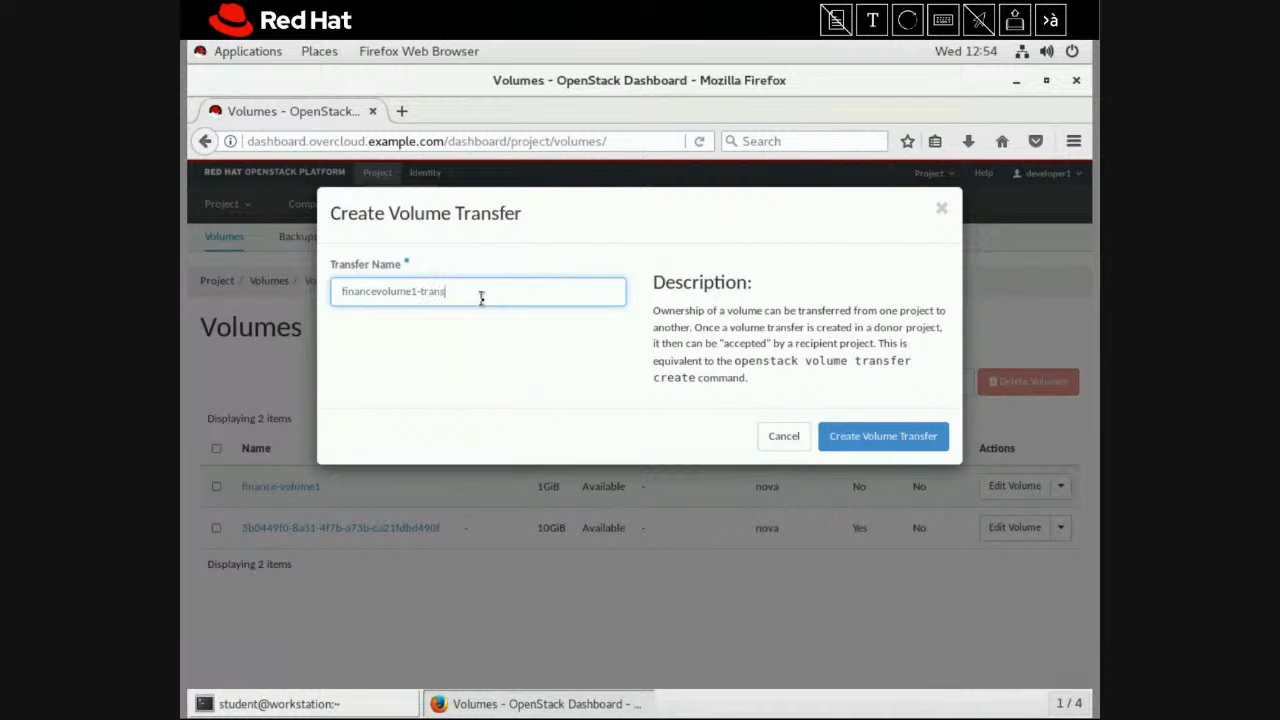 Red Hat
T
›à
Applications Places Firefox Web Browser Wed 12:54
Volumes - OpenStack Dashboard - Mozilla Firefox
Volumes - OpenStack...
dashboard.overcloud.example.com/dashboard/project/volumes/ Search
RED HAT OPENSTACK PLATFORM Project Identity Project Help developer1
Project Comp
Volumes Backups
Create Volume Transfer
Transfer Name *
financevolume1-trans
Description:
Ownership of a volume can be transferred from one project to
another. Once a volume transfer is created in a donor project,
it then can be "accepted" by a recipient project. This is
equivalent to the openstack volume transfer
create command.
Cancel Create Volume Transfer
Project / Volumes / Vo
Volumes
Delete Volumes
Displaying 2 items
Name Actions
finance-volume1 1GiB Available - nova No No Edit Volume
3b0449f0-8a31-4f7b-a73b-ca21fdbd490f - 10GiB Available - nova Yes No Edit Volume
Displaying 2 items
student@workstation:~ Volumes - OpenStack Dashboard - ... 1 / 4